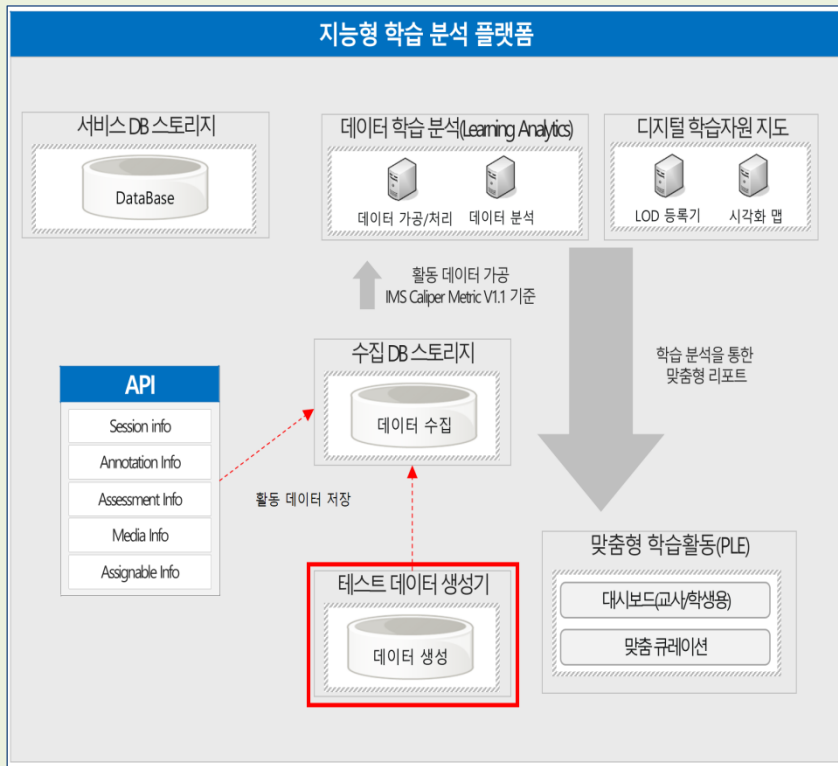 지능형 학습 분석 플랫폼
서비스 DB 스토리지
DataBase
데이터 학습 분석(Learning Analytics)
데이터 가공/처리
데이터 분석
디지털 학습자원 지도
LOD 등록기
시각화 맵
활동 데이터 가공
IMS Caliper Metric V1.1 기준
수집 DB 스토리지
데이터 수집
학습 분석을 통한
맞춤형 리포트
API
Session info
Annotation Info
Assessment Info
Media Info
Assignable Info
활동 데이터 저장
테스트 데이터 생성기
데이터 생성
맞춤형 학습활동(PLE)
대시보드(교사/학생용)
맞춤 큐레이션